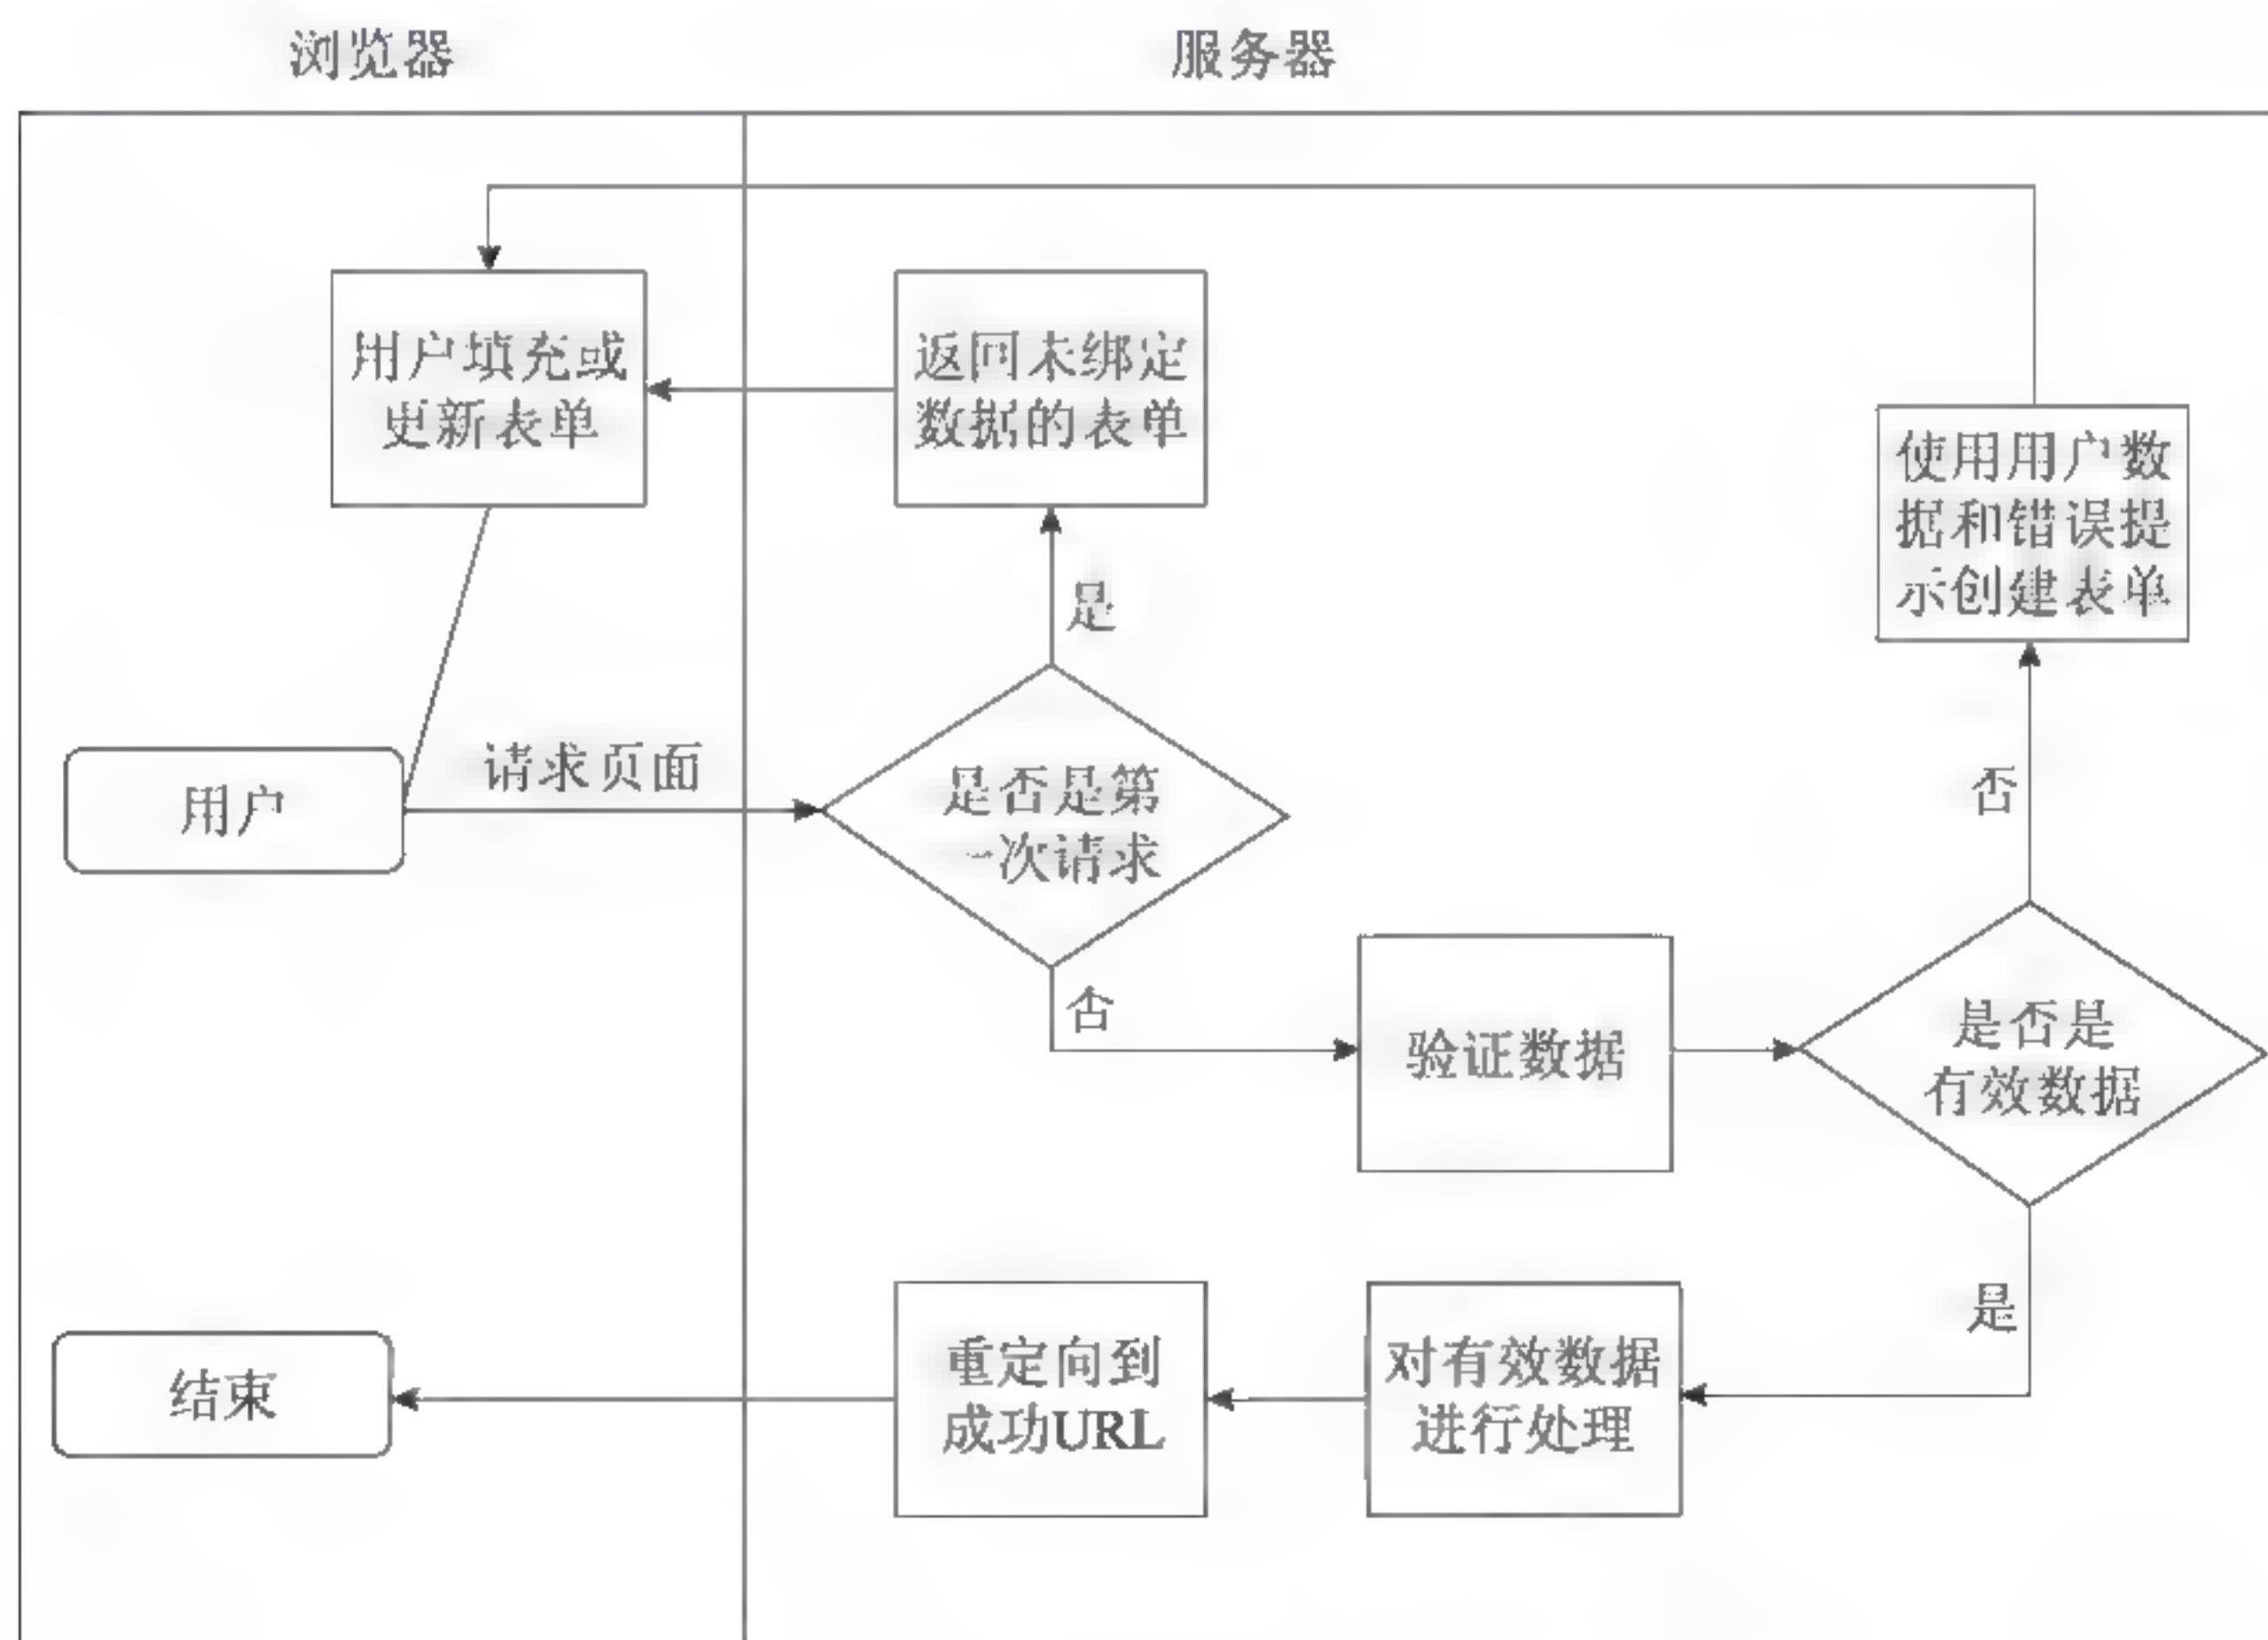 浏览器
服务器
用户填充或
更新表单
返回未绑定
数据的表单
使用用户数
据和错误提
示创建表单
是
用户
请求页面
是否是第
一次请求
否
否
验证数据
是否是
有效数据
是
结束
重定向到
成功URL
对有效数据
进行处理